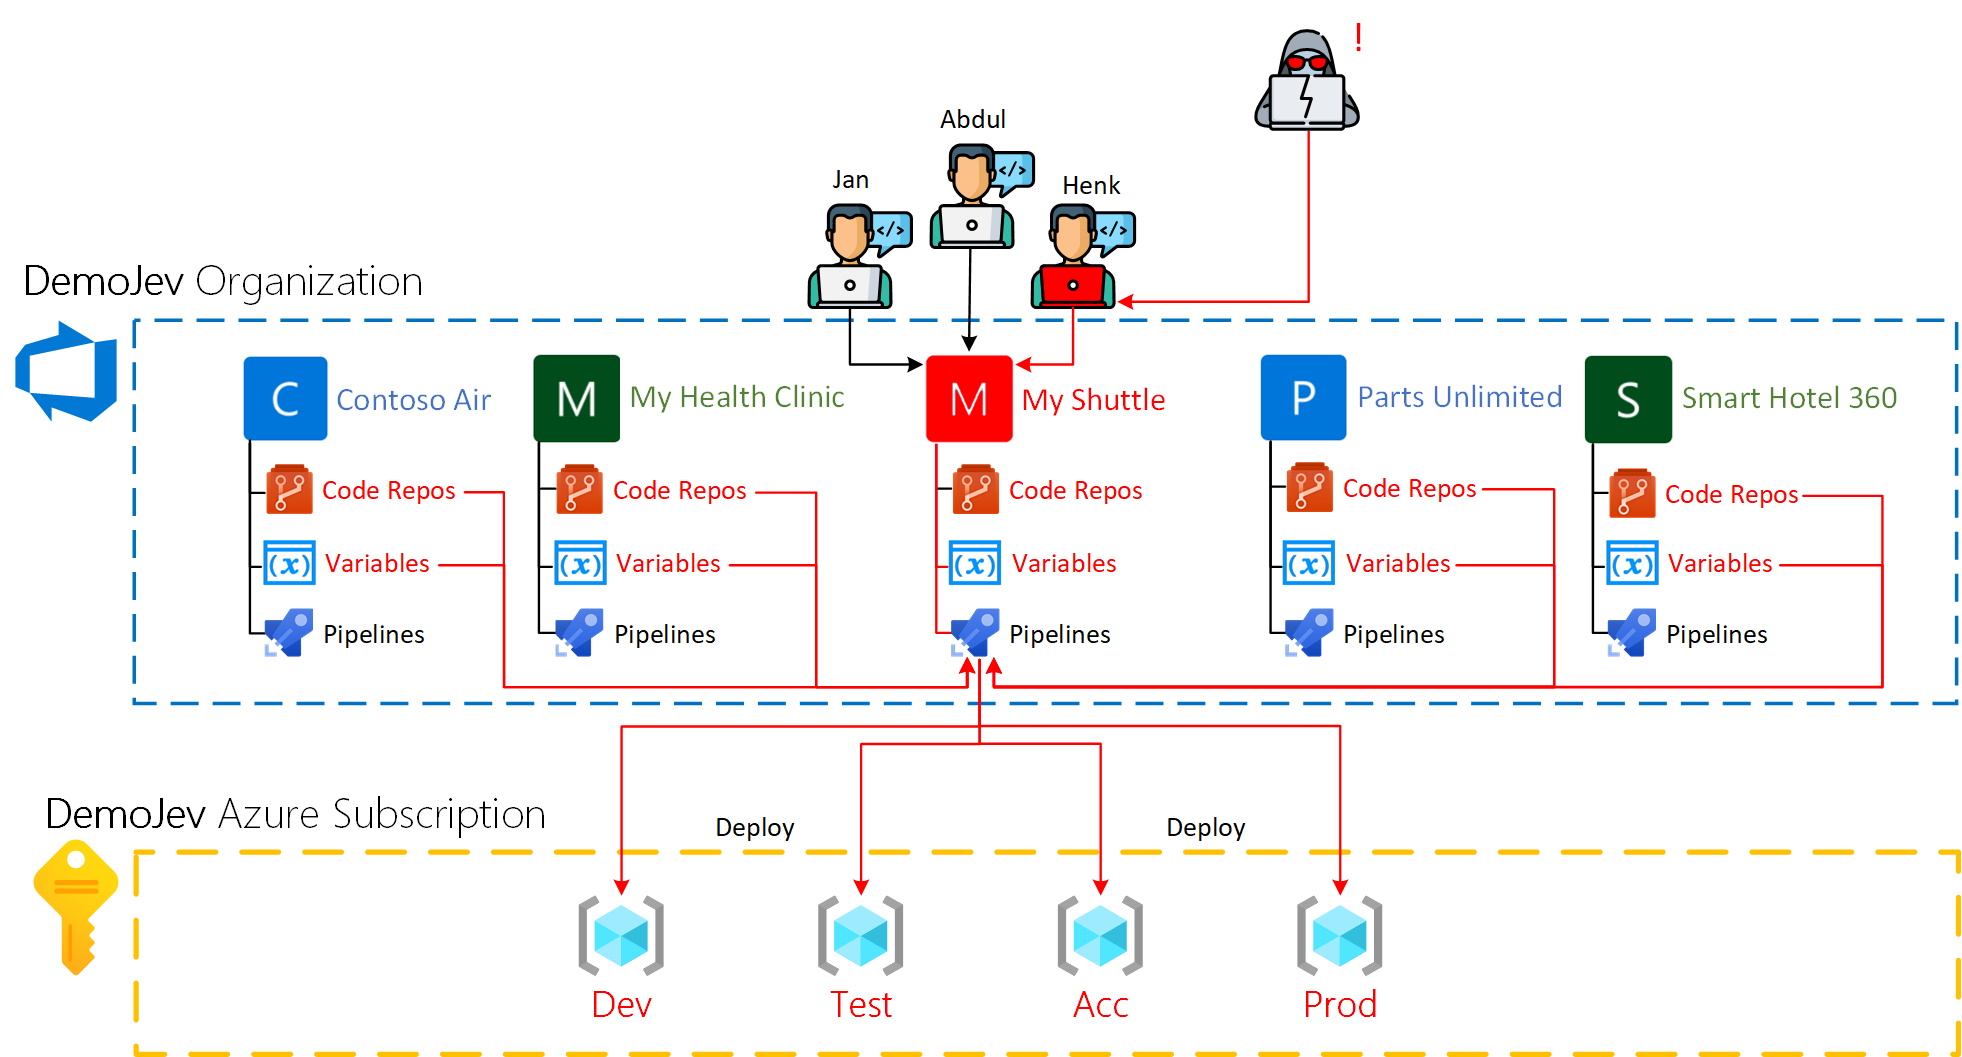 !
Abdul
</>
Jan
Henk
</>
</>
DemoJev Organization
C
Contoso Air
M
My Health Clinic
M
My Shuttle
P
Parts Unlimited
S
Smart Hotel 360
Code Repos
Code Repos
Code Repos
Code Repos
Code Repos
(x)
Variables
(x)
Variables
(x)
Variables
(x)
Variables
(x)
Variables
Pipelines
Pipelines
Pipelines
Pipelines
Pipelines
DemoJev Azure Subscription
Deploy
Deploy
Dev
Test
Acc
Prod